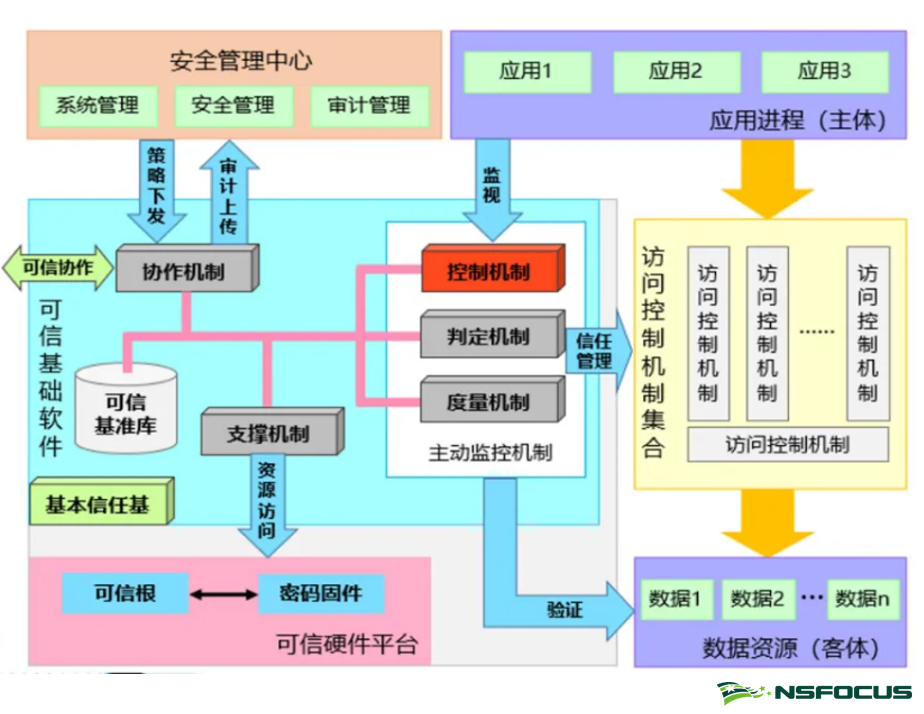 安全管理中心
系统管理
安全管理
审计管理
应用1
应用2
应用3
应用进程（主体）
策略下发
审计上传
监视
可信协作
协作机制
控制机制
判定机制
度量机制
主动监控机制
信任
管理
可信基础软件
可信
基准库
支撑机制
基本信任基
资源访问
可信根
密码固件
可信硬件平台
验证
访问控制机制集合
访问控制机制
访问控制机制
……
访问控制机制
访问控制机制
数据1
数据2
…
数据n
数据资源（客体）
NSFOCUS